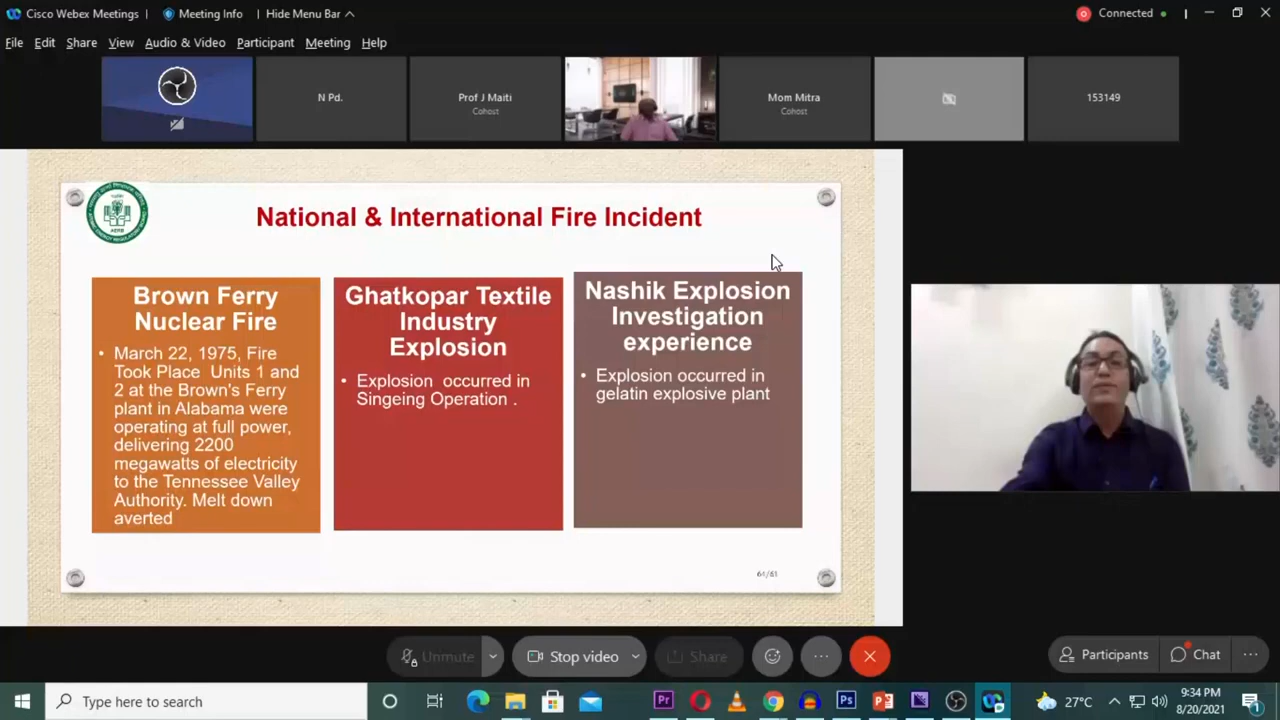 Cisco Webex Meetings
Meeting Info
Hide Menu Bar
Connected
File Edit Share View Audio & Video Participant Meeting Help
N Pd.
Prof J Maiti
Cohost
Mom Mitra
Cohost
153149
National & International Fire Incident
AERB
Brown Ferry
Nuclear Fire
• March 22, 1975, Fire
Took Place Units 1 and
2 at the Brown's Ferry
plant in Alabama were
operating at full power,
delivering 2200
megawatts of electricity
to the Tennessee Valley
Authority. Melt down
averted
Ghatkopar Textile
Industry
Explosion
• Explosion occurred in
Singeing Operation .
Nashik Explosion
Investigation
experience
• Explosion occurred in
gelatin explosive plant
Unmute
Stop video
Share
Participants
Chat
Type here to search
Pr
Ps
27°C
9:34 PM
8/20/2021
1